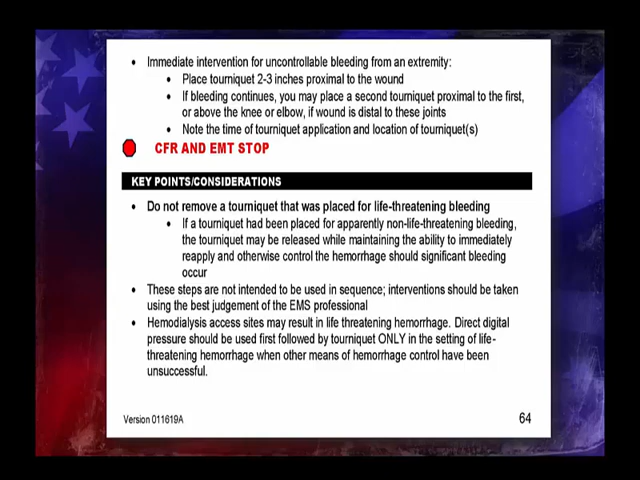 • Immediate intervention for uncontrollable bleeding from an extremity:
• Place tourniquet 2-3 inches proximal to the wound
• If bleeding continues, you may place a second tourniquet proximal to the first,
or above the knee or elbow, if wound is distal to these joints
• Note the time of tourniquet application and location of tourniquet(s)
CFR AND EMT STOP
KEY POINTS/CONSIDERATIONS
• Do not remove a tourniquet that was placed for life-threatening bleeding
• If a tourniquet had been placed for apparently non-life-threatening bleeding,
the tourniquet may be released while maintaining the ability to immediately
reapply and otherwise control the hemorrhage should significant bleeding
occur
• These steps are not intended to be used in sequence; interventions should be taken
using the best judgement of the EMS professional
• Hemodialysis access sites may result in life threatening hemorrhage. Direct digital
pressure should be used first followed by tourniquet ONLY in the setting of life-
threatening hemorrhage when other means of hemorrhage control have been
unsuccessful.
Version 011619A
64